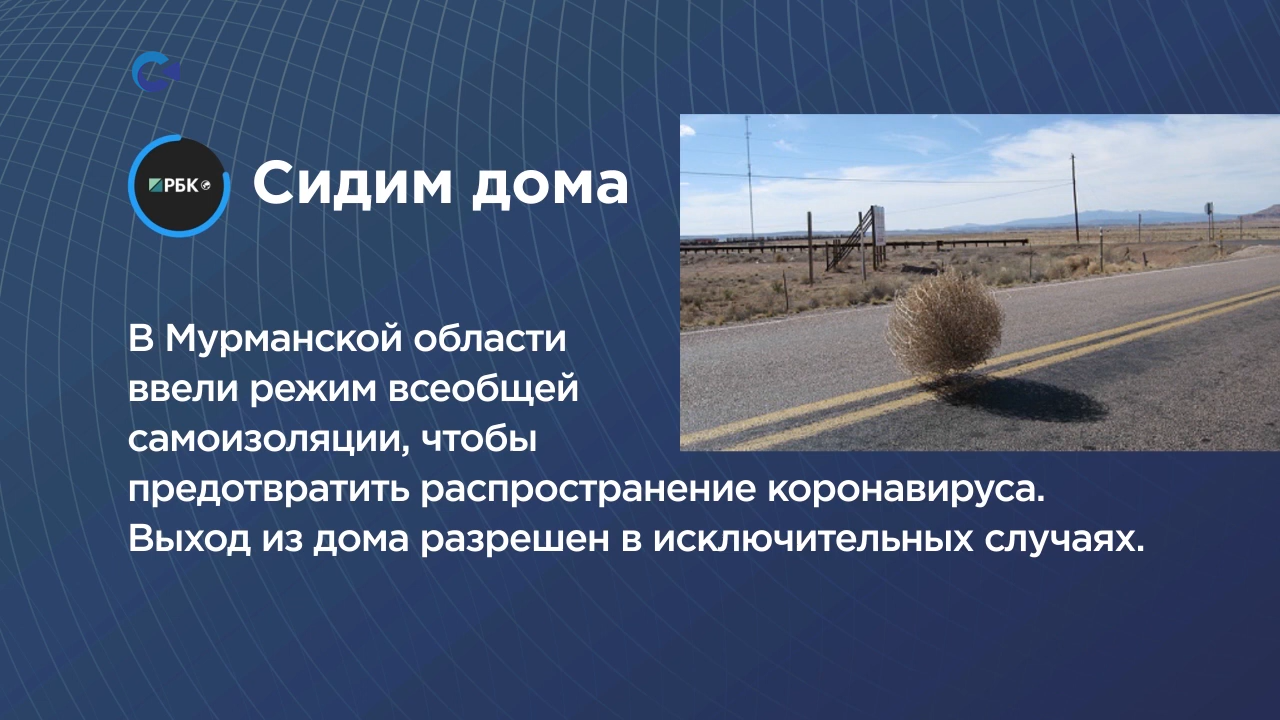 РБК
Сидим дома
В Мурманской области
ввели режим всеобщей
самоизоляции, чтобы
предотвратить распространение коронавируса.
Выход из дома разрешен в исключительных случаях.